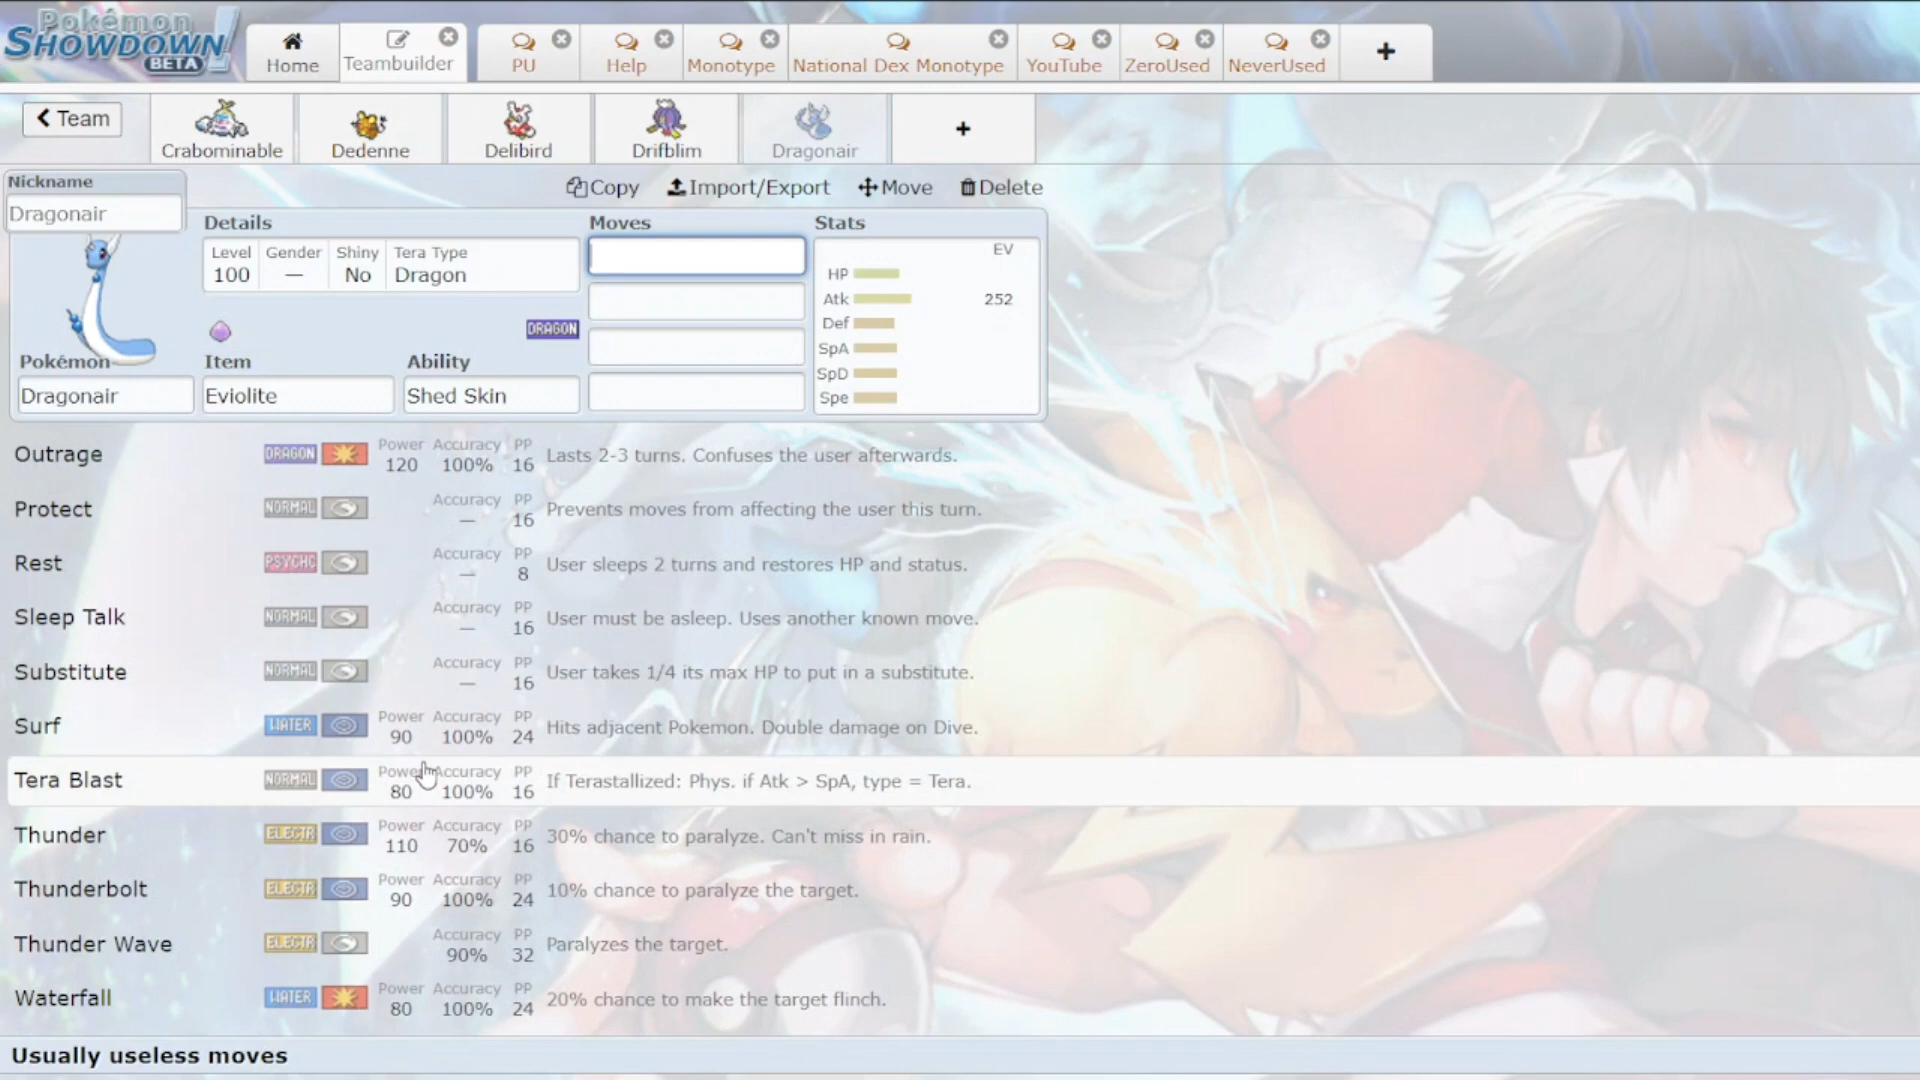 Pokémon
SHOWDOWN!
BETA
Home
Teambuilder
PU
Help
Monotype
National Dex Monotype
YouTube
ZeroUsed
NeverUsed
+
Team
Crabominable
Dedenne
Delibird
Drifblim
Dragonair
+
Nickname
Dragonair
Copy
Import/Export
Move
Delete
Details
Moves
Stats
Level
Gender
Shiny
Tera Type
100
—
No
Dragon
EV
HP
Atk 252
Def
SpA
SpD
Spe
DRAGON
Pokémon
Item
Ability
Dragonair
Eviolite
Shed Skin
Outrage DRAGON Power 120 Accuracy 100% PP 16 Lasts 2-3 turns. Confuses the user afterwards.
Protect NORMAL Accuracy — PP 16 Prevents moves from affecting the user this turn.
Rest PSYCHC Accuracy — PP 8 User sleeps 2 turns and restores HP and status.
Sleep Talk NORMAL Accuracy — PP 16 User must be asleep. Uses another known move.
Substitute NORMAL Accuracy — PP 16 User takes 1/4 its max HP to put in a substitute.
Surf WATER Power 90 Accuracy 100% PP 24 Hits adjacent Pokemon. Double damage on Dive.
Tera Blast NORMAL Power 80 Accuracy 100% PP 16 If Terastallized: Phys. if Atk > SpA, type = Tera.
Thunder ELECTR Power 110 Accuracy 70% PP 16 30% chance to paralyze. Can't miss in rain.
Thunderbolt ELECTR Power 90 Accuracy 100% PP 24 10% chance to paralyze the target.
Thunder Wave ELECTR Accuracy 90% PP 32 Paralyzes the target.
Waterfall WATER Power 80 Accuracy 100% PP 24 20% chance to make the target flinch.
Usually useless moves